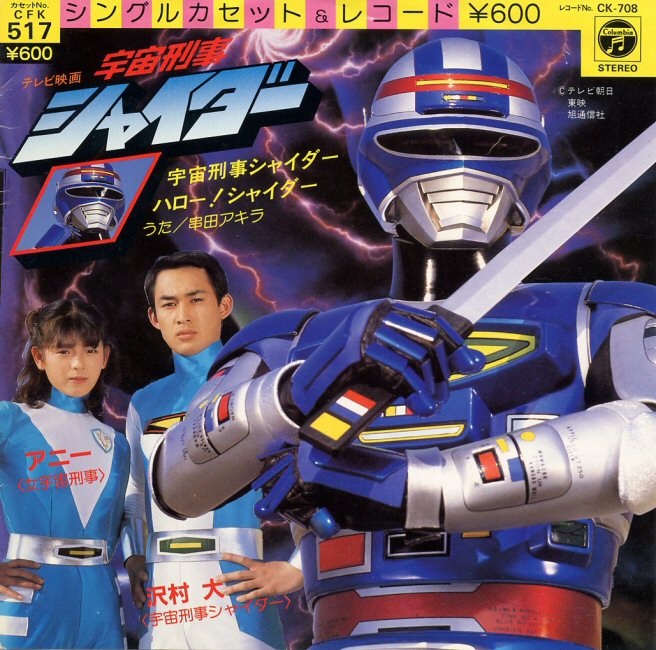 カセットNo.
CFK
517
¥600
シングルカセット&レコード ¥600
レコードNo. CK-708
Columbia
STEREO
テレビ映画
宇宙刑事
シャイダー
Cテレビ朝日
東映
旭通信社
宇宙刑事シャイダー
ハロー!シャイダー
うた/串田アキラ
アニー
〈女宇宙刑事〉
沢村 大
〈宇宙刑事シャイダー〉